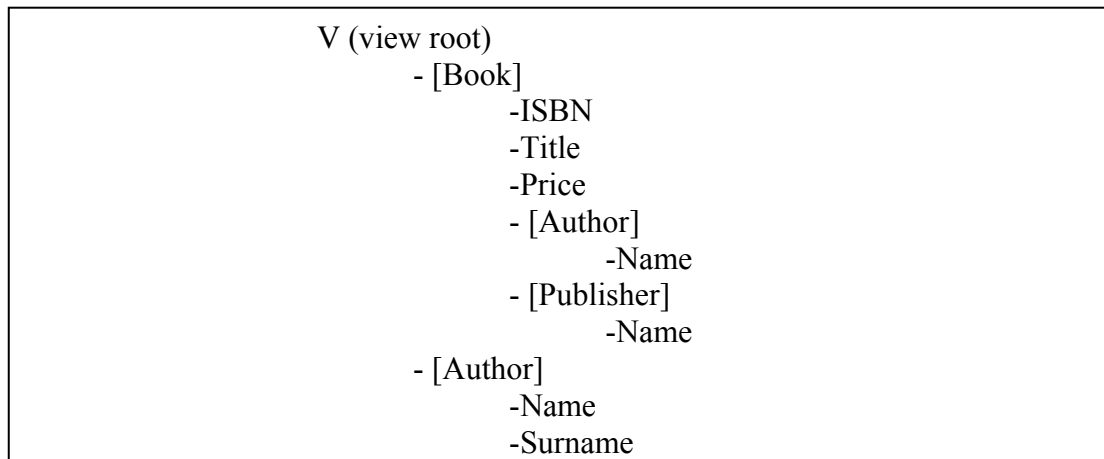 V (view root)
- [Book]
-ISBN
-Title
-Price
- [Author]
-Name
- [Publisher]
-Name
- [Author]
-Name
-Surname